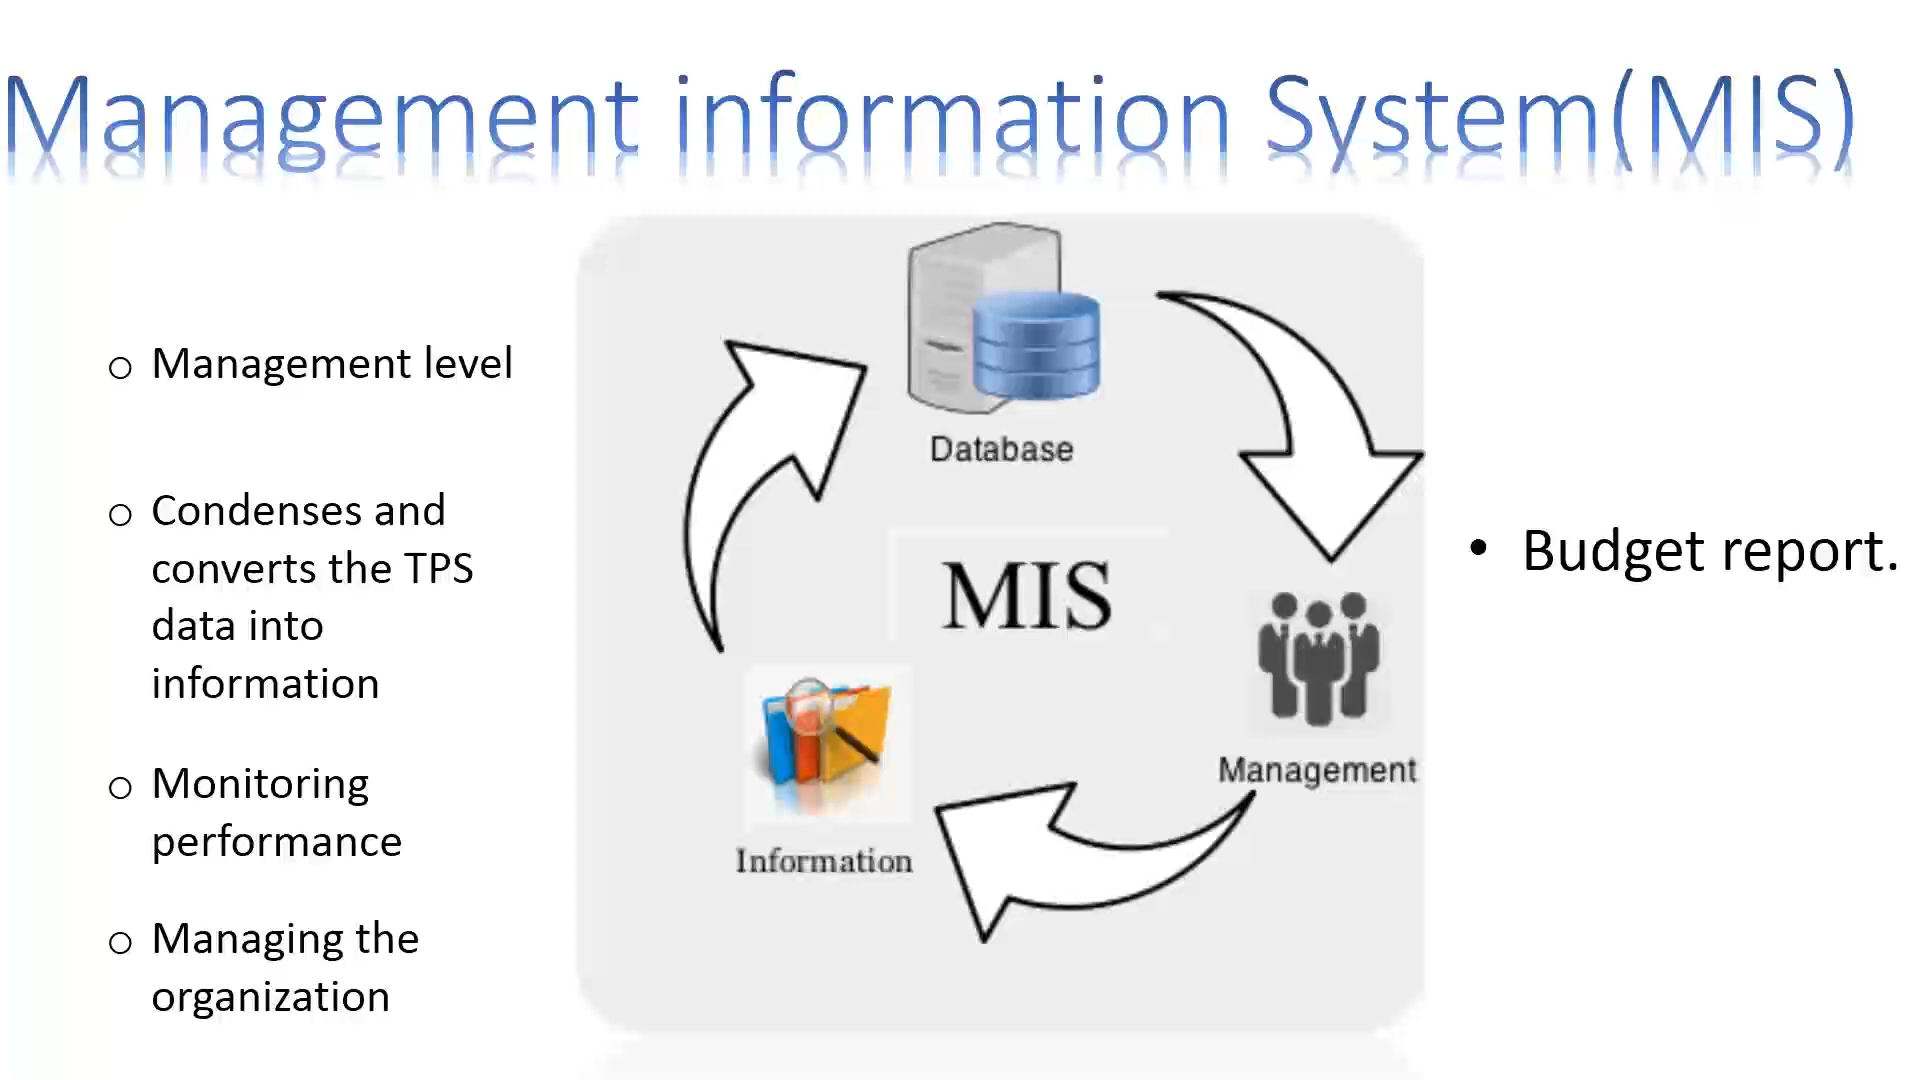 Management information System(MIS)
o Management level
o Condenses and
converts the TPS
data into
information
o Monitoring
performance
o Managing the
organization
Database
MIS
Management
Information
• Budget report.